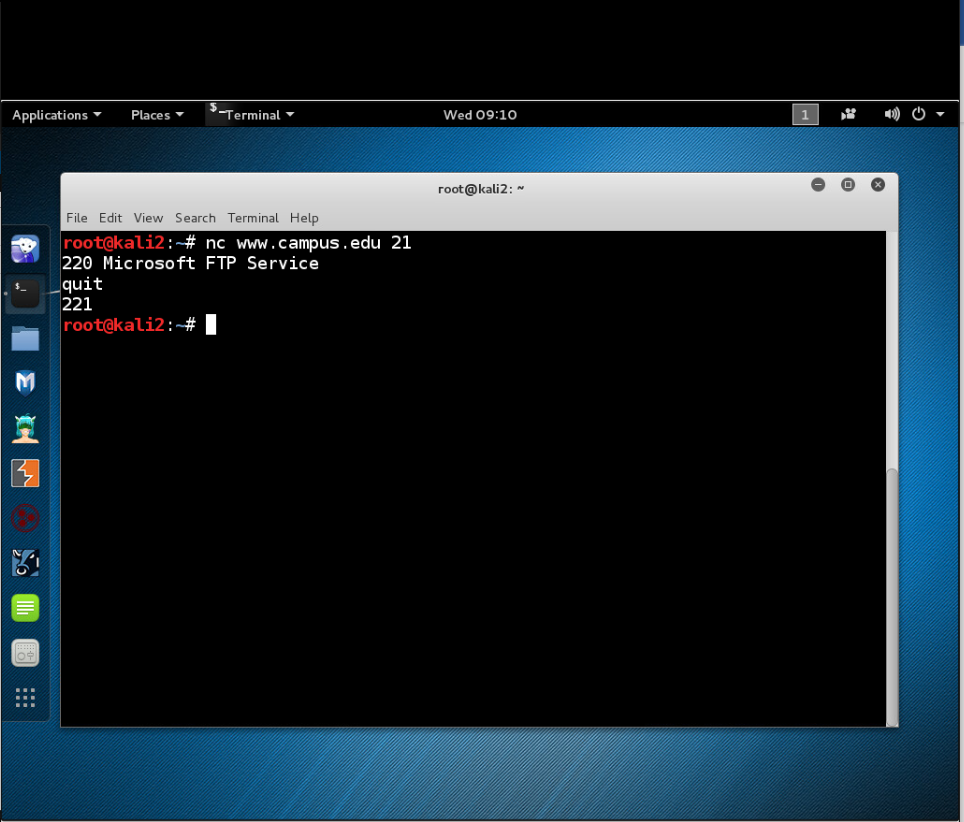 Applications Places $_ Terminal Wed 09:10 1
root@kali2: ~
File Edit View Search Terminal Help
root@kali2:~# nc www.campus.edu 21
220 Microsoft FTP Service
quit
$_
221
root@kali2:~#